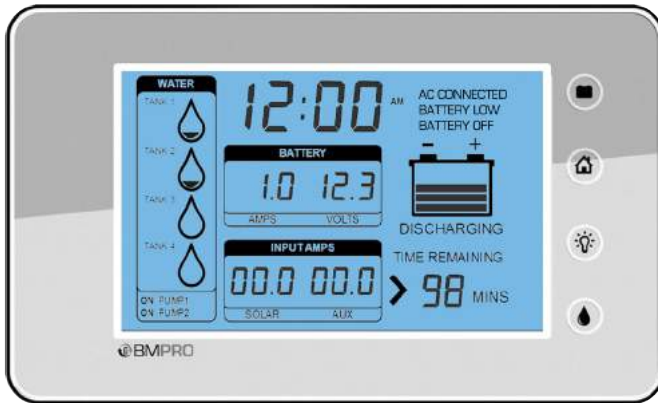 WATER
TANK 1
TANK 2
TANK 3
TANK 4
ON PUMP1
ON PUMP2
12:00 AM
BATTERY
1.0 12.3
AMPS VOLTS
INPUT AMPS
00.0 00.0
SOLAR AUX
AC CONNECTED
BATTERY LOW
BATTERY OFF
- +
DISCHARGING
TIME REMAINING
> 98 MINS
BMPRO